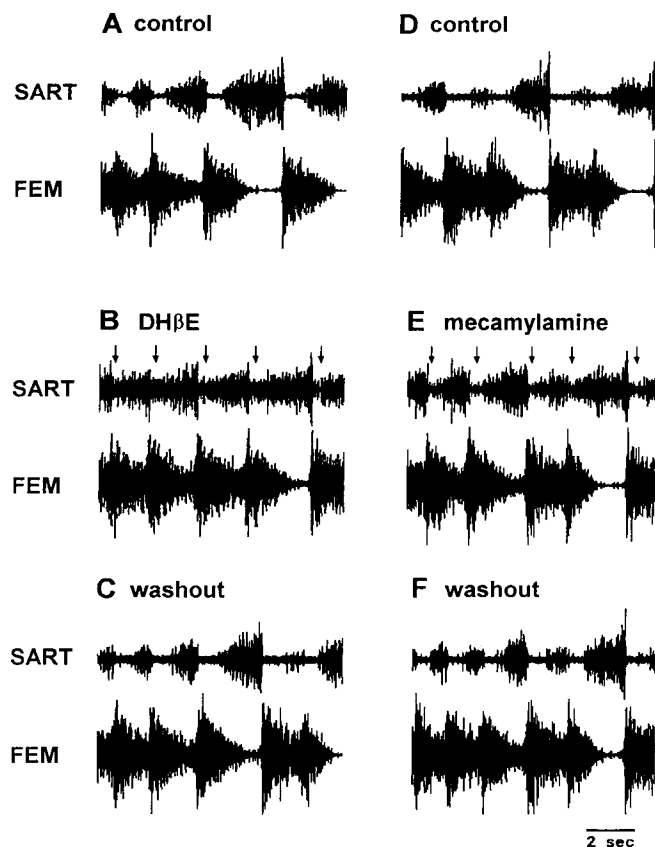 A control
D control
SART
FEM
B DHβE
E mecamylamine
SART
FEM
C washout
F washout
SART
FEM
2 sec